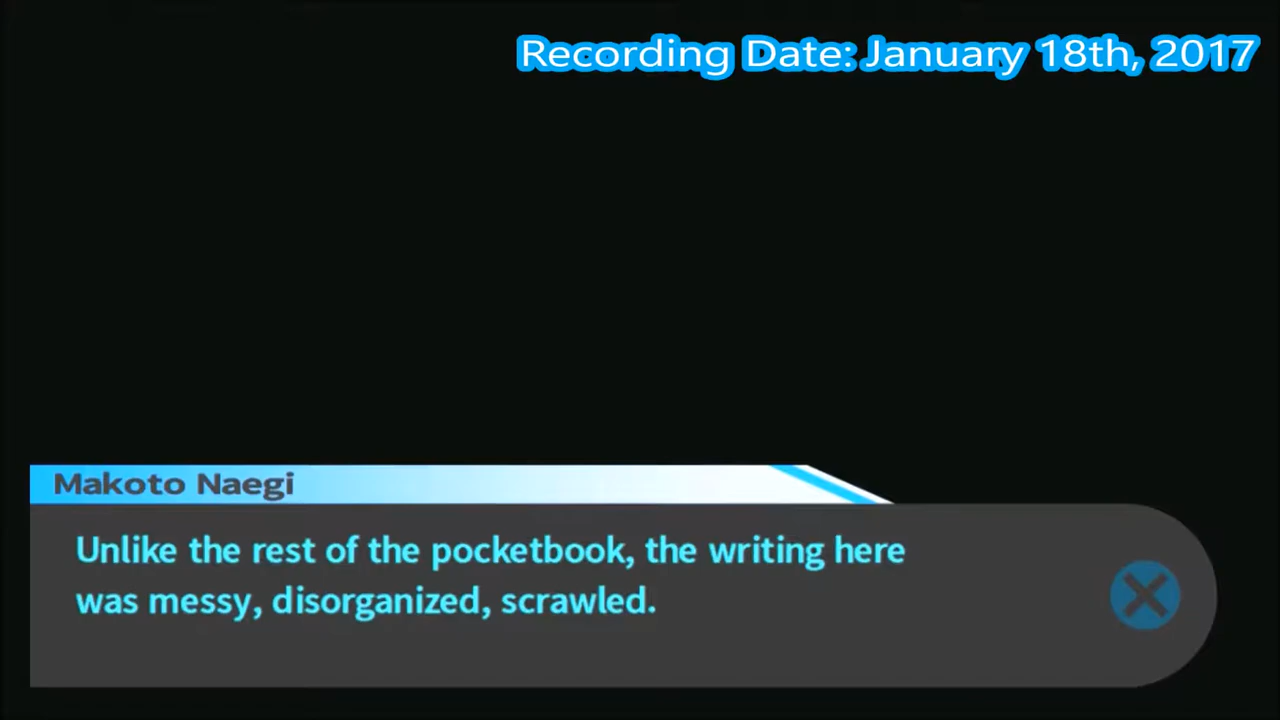 Recording Date: January 18th, 2017
Makoto Naegi
Unlike the rest of the pocketbook, the writing here
was messy, disorganized, scrawled.